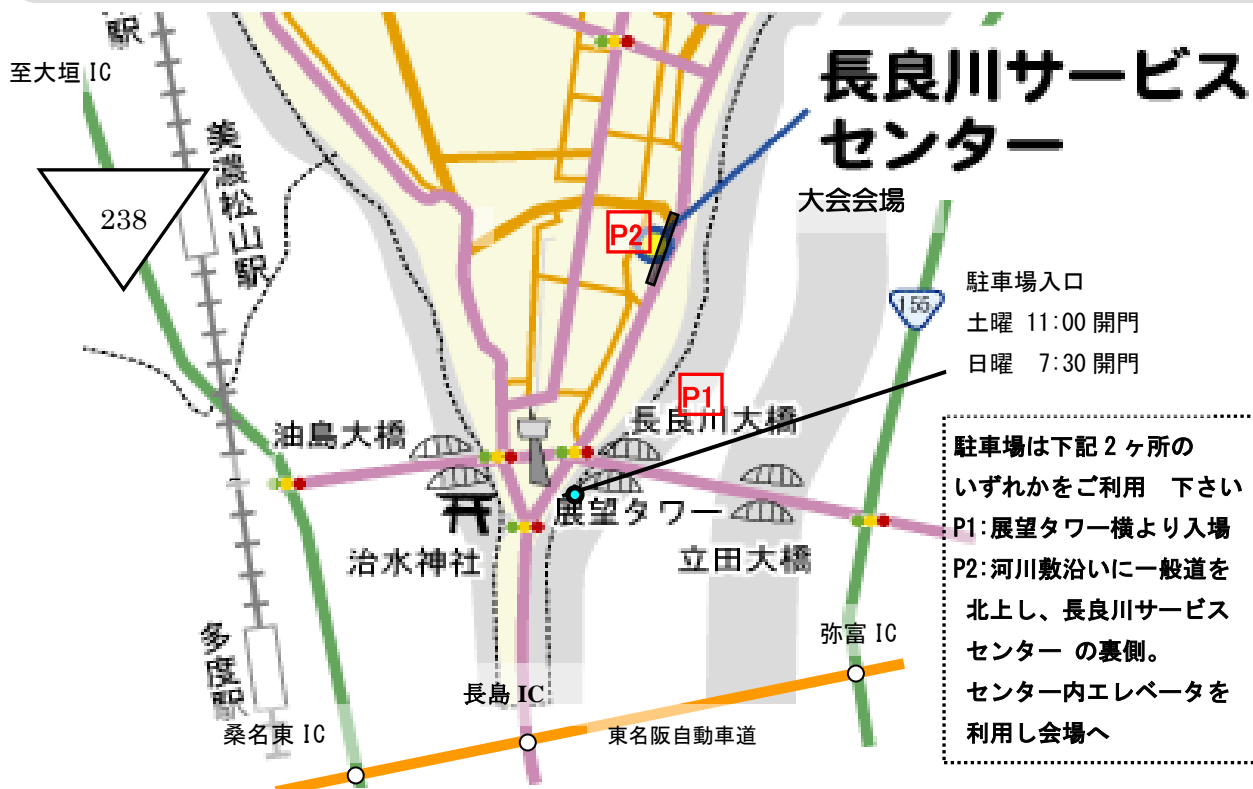 駅
至大垣 IC
長良川サービス
センター
大会会場
美濃松山駅
238
P2
155
駐車場入口
土曜 11:00 開門
日曜 7:30 開門
P1
長良川大橋
油島大橋
展望タワー
治水神社
立田大橋
駐車場は下記 2 ヶ所の
いずれかをご利用 下さい
P1:展望タワー横より入場
P2:河川敷沿いに一般道を
北上し、長良川サービス
センター の裏側。
センター内エレベータを
利用し会場へ
多度駅
弥富 IC
長島 IC
桑名東 IC
東名阪自動車道